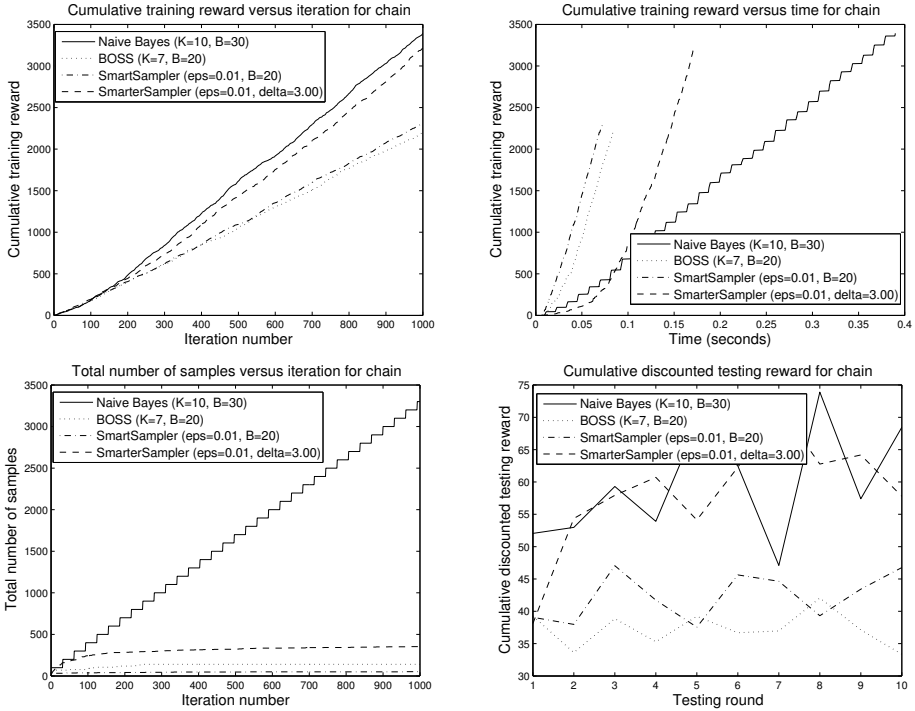 Cumulative training reward versus iteration for chain
3500
3000
2500
2000
1500
1000
500
0
Cumulative training reward
Naive Bayes (K=10, B=30)
BOSS (K=7, B=20)
SmartSampler (eps=0.01, B=20)
SmarterSampler (eps=0.01, delta=3.00)
0 100 200 300 400 500 600 700 800 900 1000
Iteration number
Cumulative training reward versus time for chain
3500
3000
2500
2000
1500
1000
500
0
Cumulative training reward
Naive Bayes (K=10, B=30)
BOSS (K=7, B=20)
SmartSampler (eps=0.01, B=20)
SmarterSampler (eps=0.01, delta=3.00)
0 0.05 0.1 0.15 0.2 0.25 0.3 0.35 0.4
Time (seconds)
Total number of samples versus iteration for chain
3500
3000
2500
2000
1500
1000
500
0
Total number of samples
Naive Bayes (K=10, B=30)
BOSS (K=7, B=20)
SmartSampler (eps=0.01, B=20)
SmarterSampler (eps=0.01, delta=3.00)
0 100 200 300 400 500 600 700 800 900 1000
Iteration number
Cumulative discounted testing reward for chain
75
70
65
60
55
50
45
40
35
30
Cumulative discounted testing reward
Naive Bayes (K=10, B=30)
BOSS (K=7, B=20)
SmartSampler (eps=0.01, B=20)
SmarterSampler (eps=0.01, delta=3.00)
1 2 3 4 5 6 7 8 9 10
Testing round